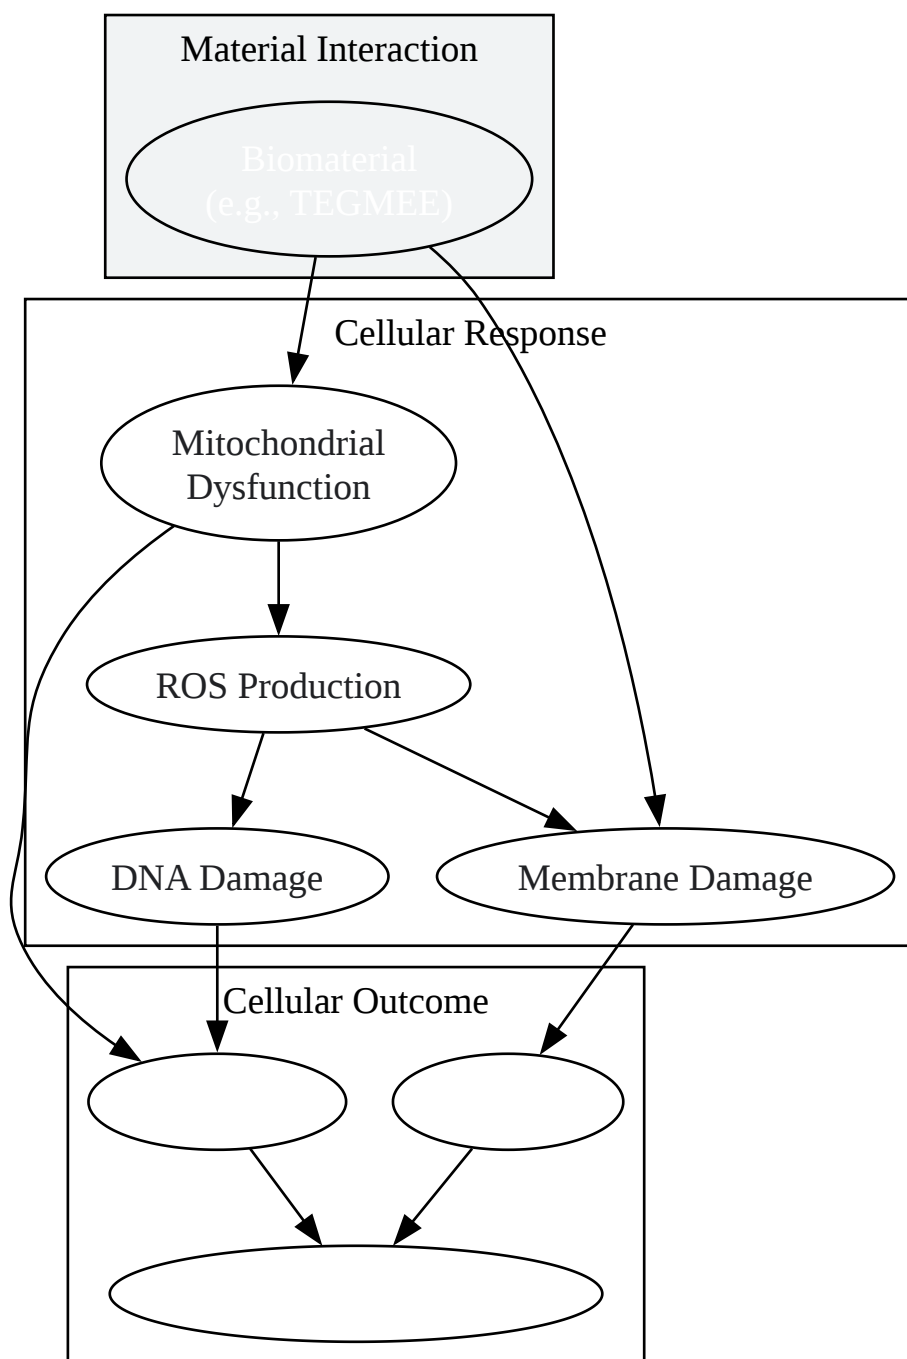 Material Interaction
Biomaterial
(e.g., TEGMEE)
Cellular Response
Mitochondrial
Dysfunction
ROS Production
DNA Damage
Membrane Damage
Cellular Outcome